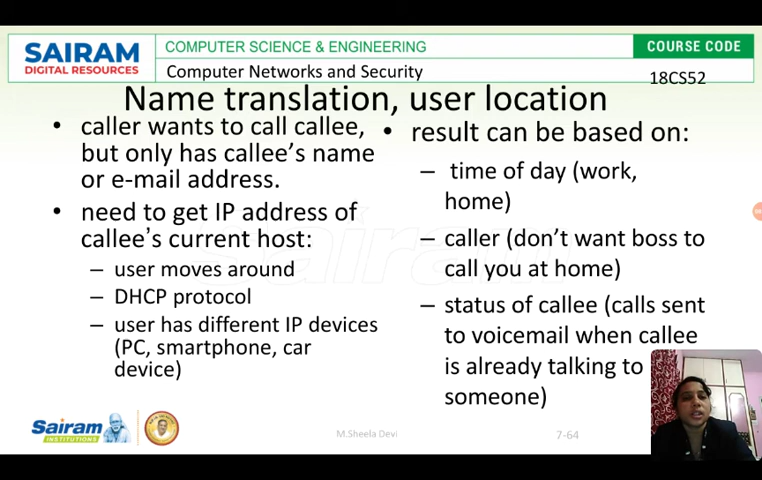 SAIRAM
DIGITAL RESOURCES
COMPUTER SCIENCE & ENGINEERING
COURSE CODE
Computer Networks and Security
18CS52
Name translation, user location
• caller wants to call callee,
but only has callee's name
or e-mail address.
• need to get IP address of
callee's current host:
– user moves around
– DHCP protocol
– user has different IP devices
(PC, smartphone, car
device)
• result can be based on:
– time of day (work,
home)
– caller (don't want boss to
call you at home)
– status of callee (calls sent
to voicemail when callee
is already talking to
someone)
Sairam
Sairam
INSTITUTIONS
M.Sheela Devi
7-64